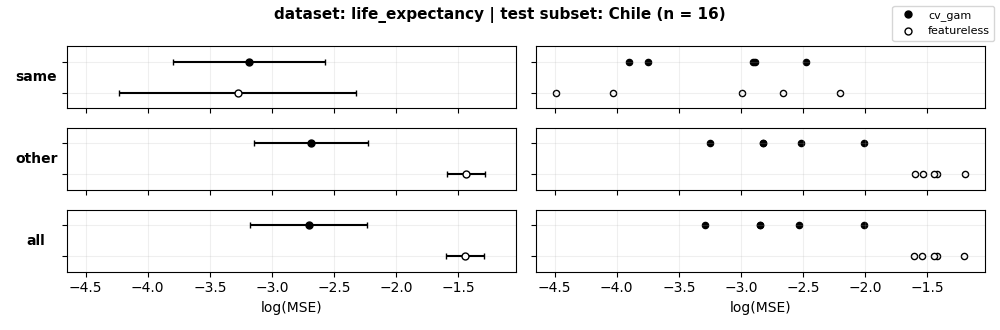 dataset: life_expectancy | test subset: Chile (n = 16)
cv_gam
featureless
same
other
all
−4.5 −4.0 −3.5 −3.0 −2.5 −2.0 −1.5
−4.5 −4.0 −3.5 −3.0 −2.5 −2.0 −1.5
log(MSE)
log(MSE)